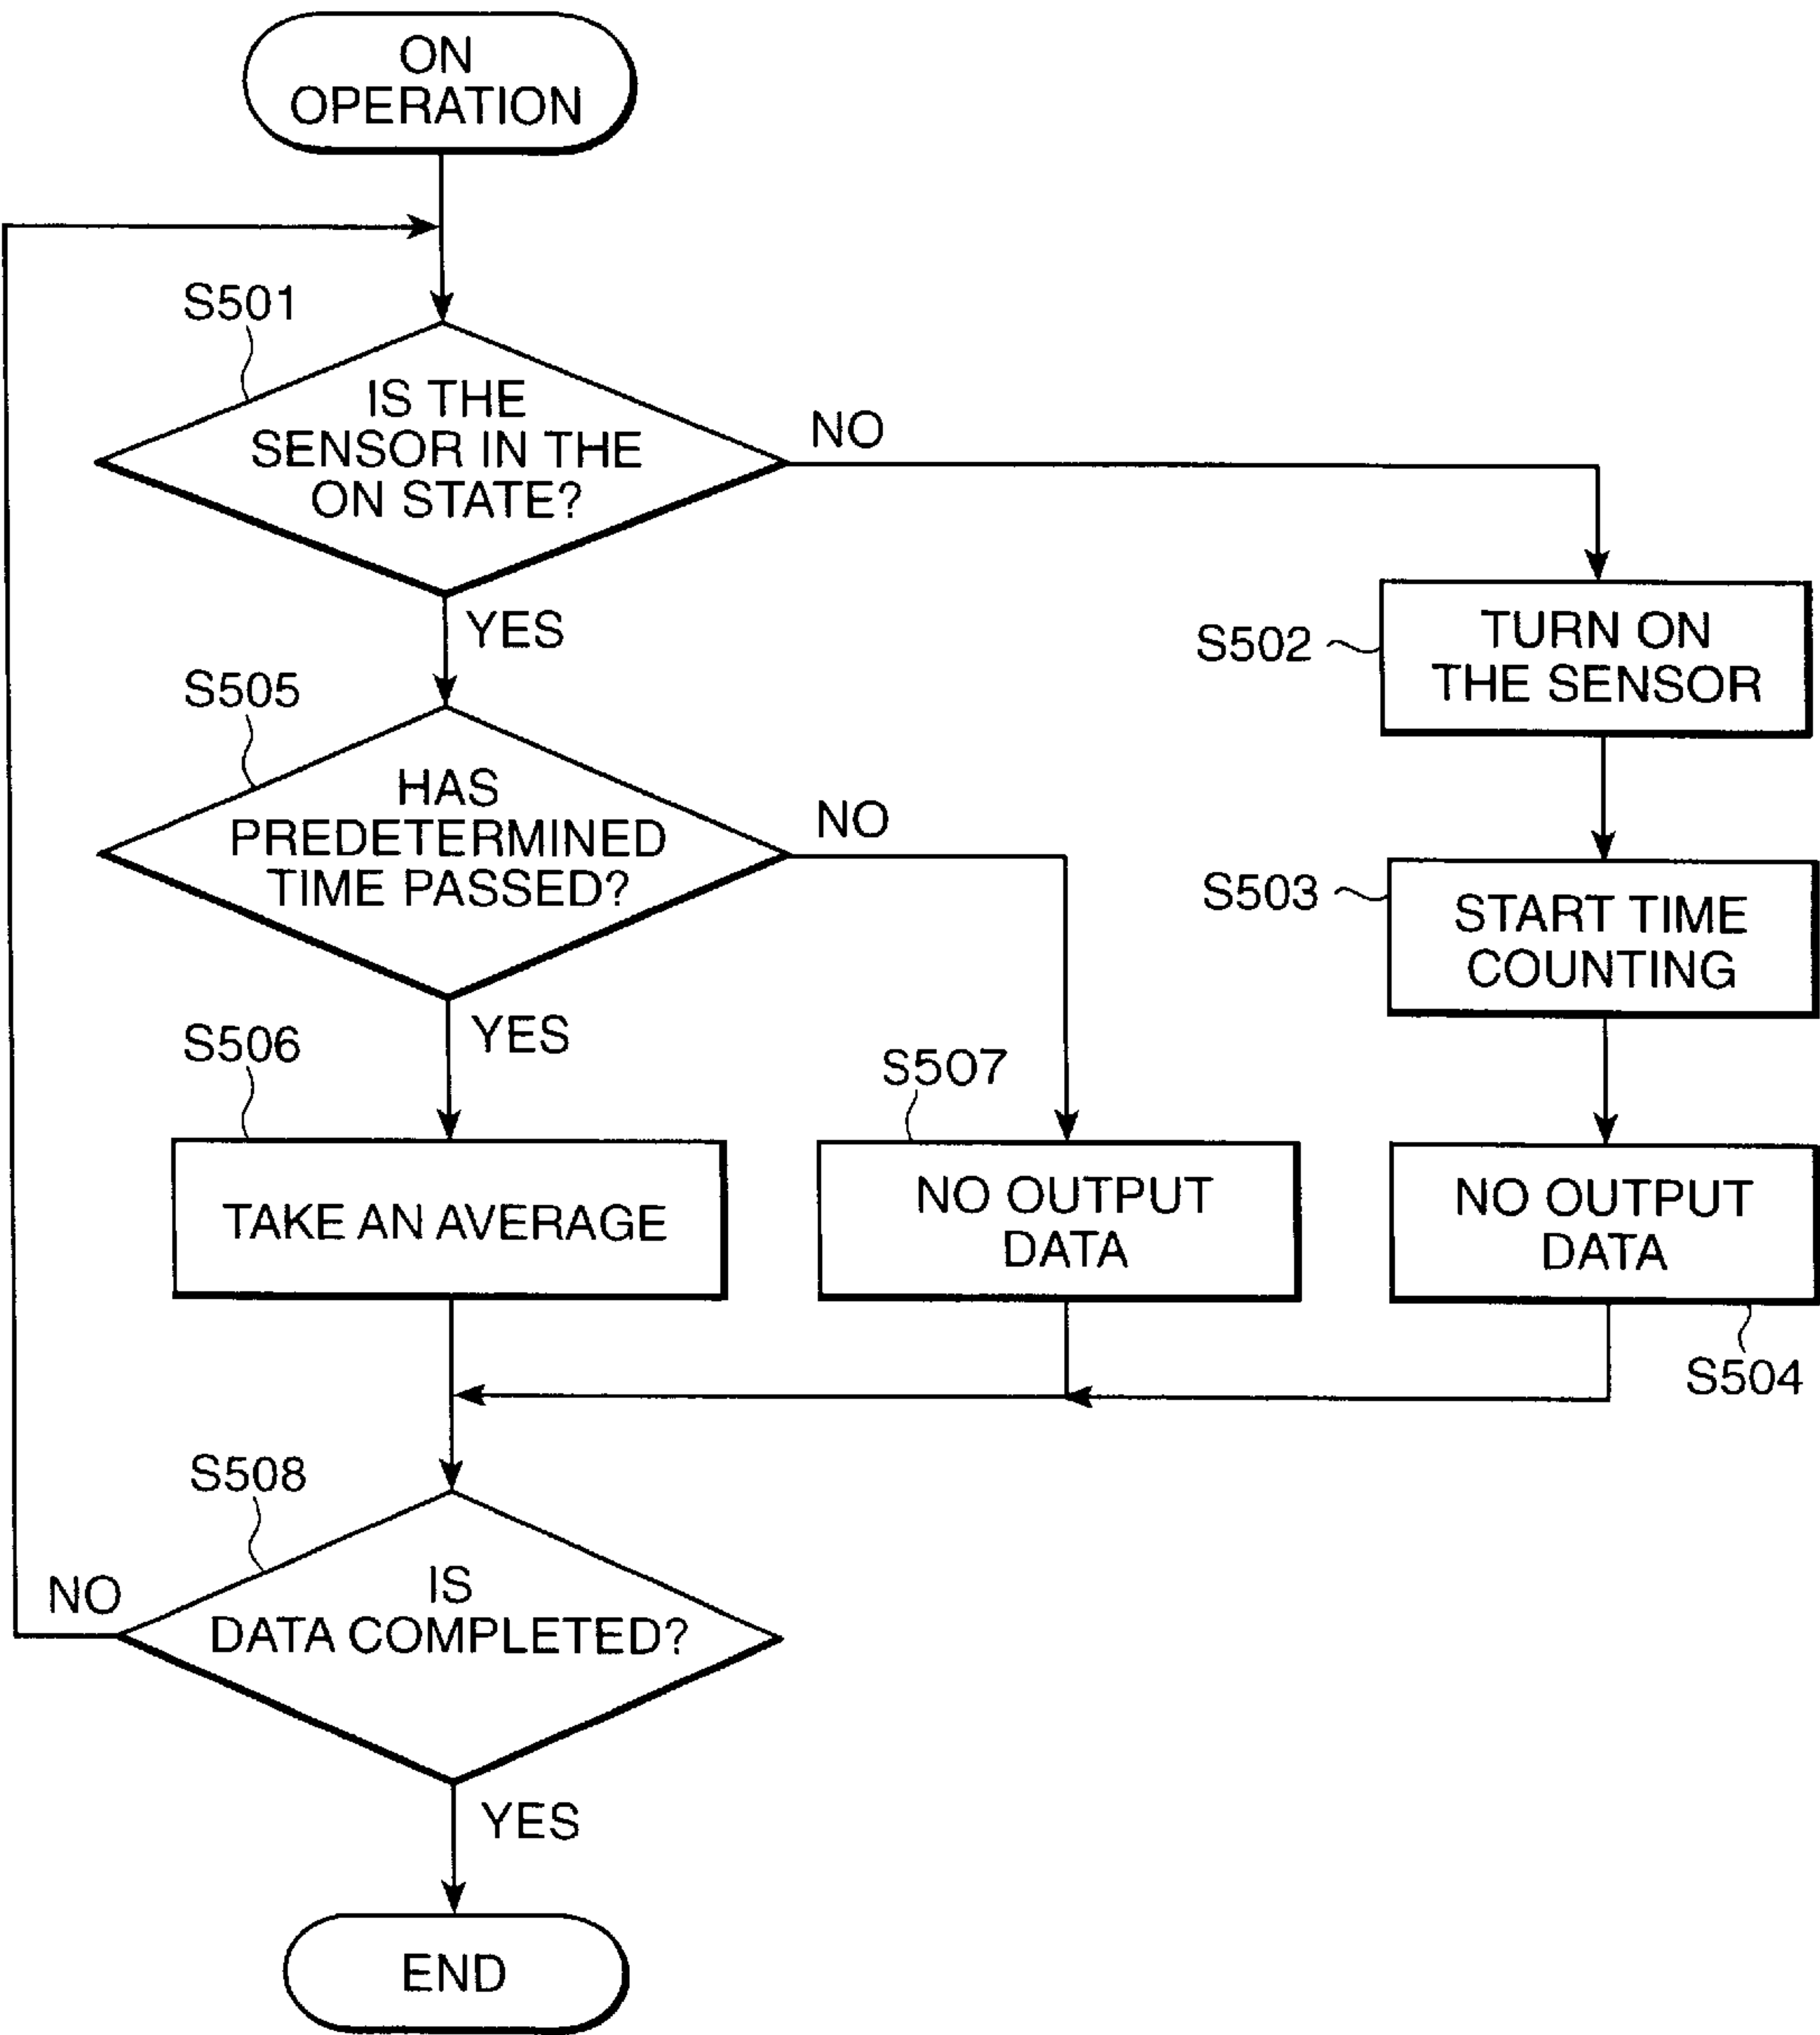 ON
OPERATION
S501
IS THE
SENSOR IN THE
ON STATE?
NO
YES
S502
TURN ON
THE SENSOR
S505
HAS
PREDETERMINED
TIME PASSED?
NO
YES
S503
START TIME
COUNTING
S506
TAKE AN AVERAGE
S507
NO OUTPUT
DATA
NO OUTPUT
DATA
S504
S508
IS
DATA COMPLETED?
NO
YES
END